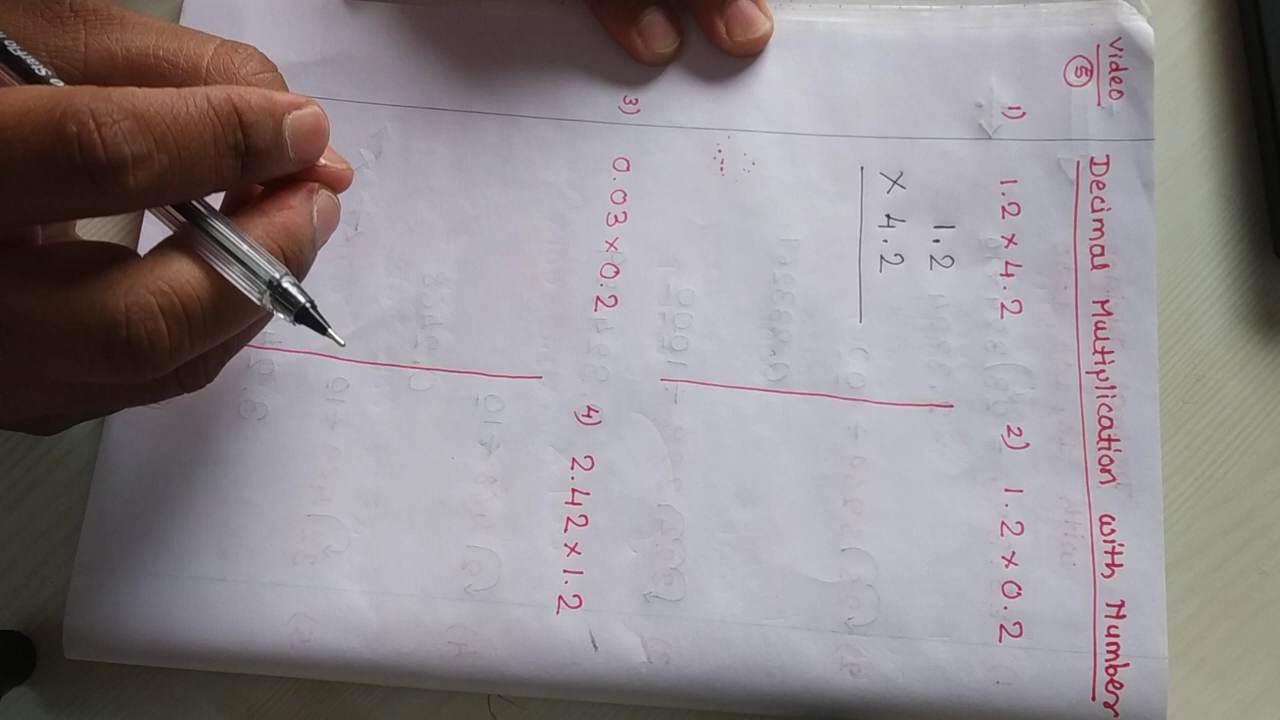 Video
5
Decimal Multiplication with Number
1) 1.2 × 4.2
1.2
× 4.2
2) 1.2 × 0.2
3) 0.03 × 0.2
4) 2.42 × 1.2